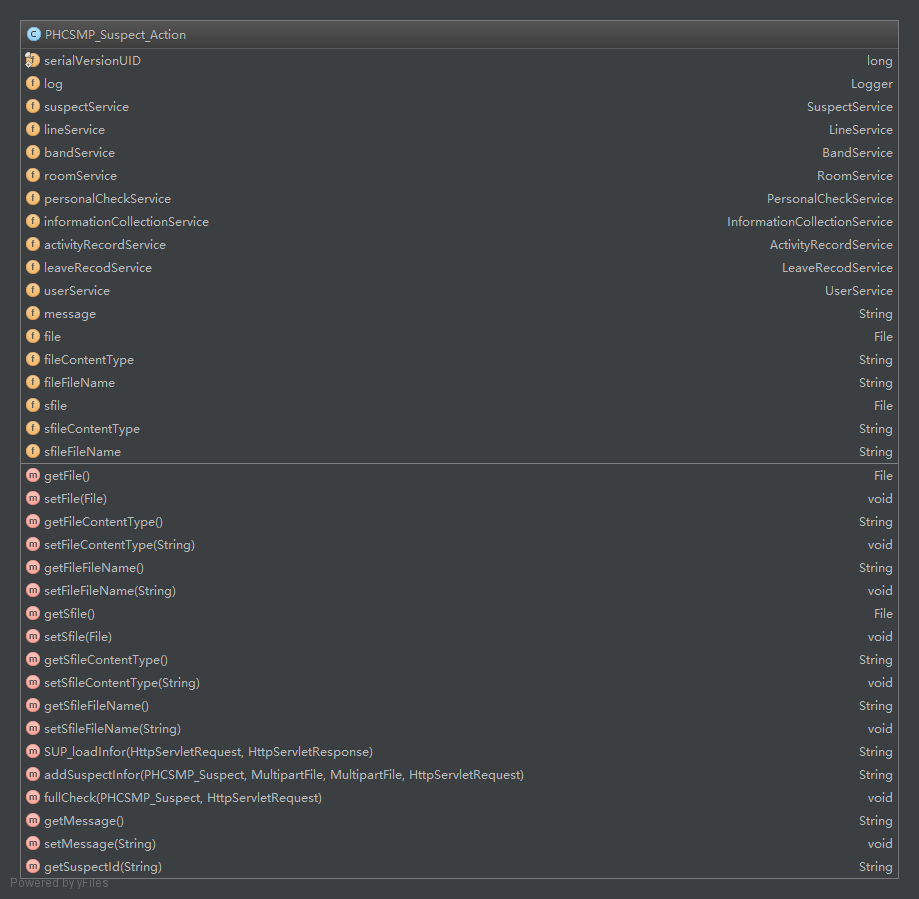 C PHCSMP_Suspect_Action
f serialVersionUID long
f log Logger
f suspectService SuspectService
f lineService LineService
f bandService BandService
f roomService RoomService
f personalCheckService PersonalCheckService
f informationCollectionService InformationCollectionService
f activityRecordService ActivityRecordService
f leaveRecodService LeaveRecodService
f userService UserService
f message String
f file File
f fileContentType String
f fileFileName String
f sfile File
f sfileContentType String
f sfileFileName String
m getFile() File
m setFile(File) void
m getFileContentType() String
m setFileContentType(String) void
m getFileFileName() String
m setFileFileName(String) void
m getSfile() File
m setSfile(File) void
m getSfileContentType() String
m setSfileContentType(String) void
m getSfileFileName() String
m setSfileFileName(String) void
m SUP_loadInfor(HttpServletRequest, HttpServletResponse) String
m addSuspectInfor(PHCSMP_Suspect, MultipartFile, MultipartFile, HttpServletRequest) String
m fullCheck(PHCSMP_Suspect, HttpServletRequest) void
m getMessage() String
m setMessage(String) void
m getSuspectId(String) String
Powered by yFiles